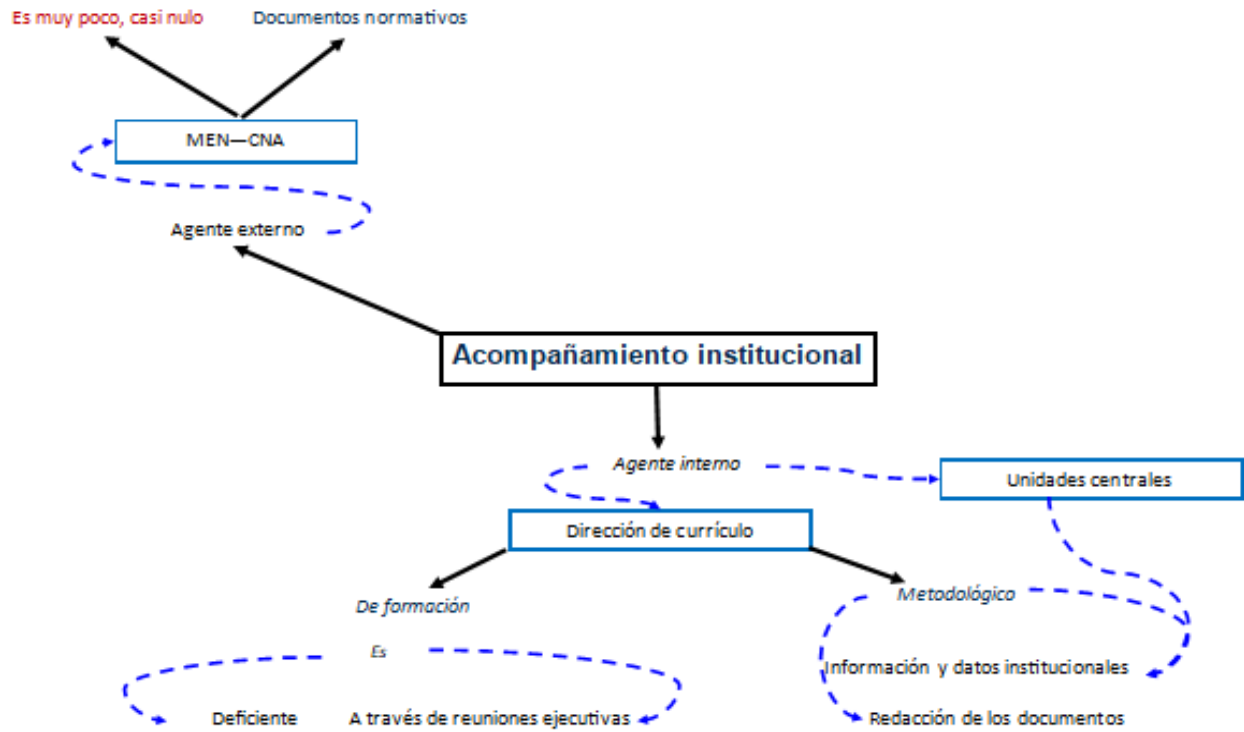 Es muy poco, casi nulo
Documentos normativos
MEN—CNA
Agente externo
Acompañamiento institucional
Agente interno
Unidades centrales
Dirección de currículo
De formación
Metodológico
Es
Información y datos institucionales
Deficiente
A través de reuniones ejecutivas
Redacción de los documentos